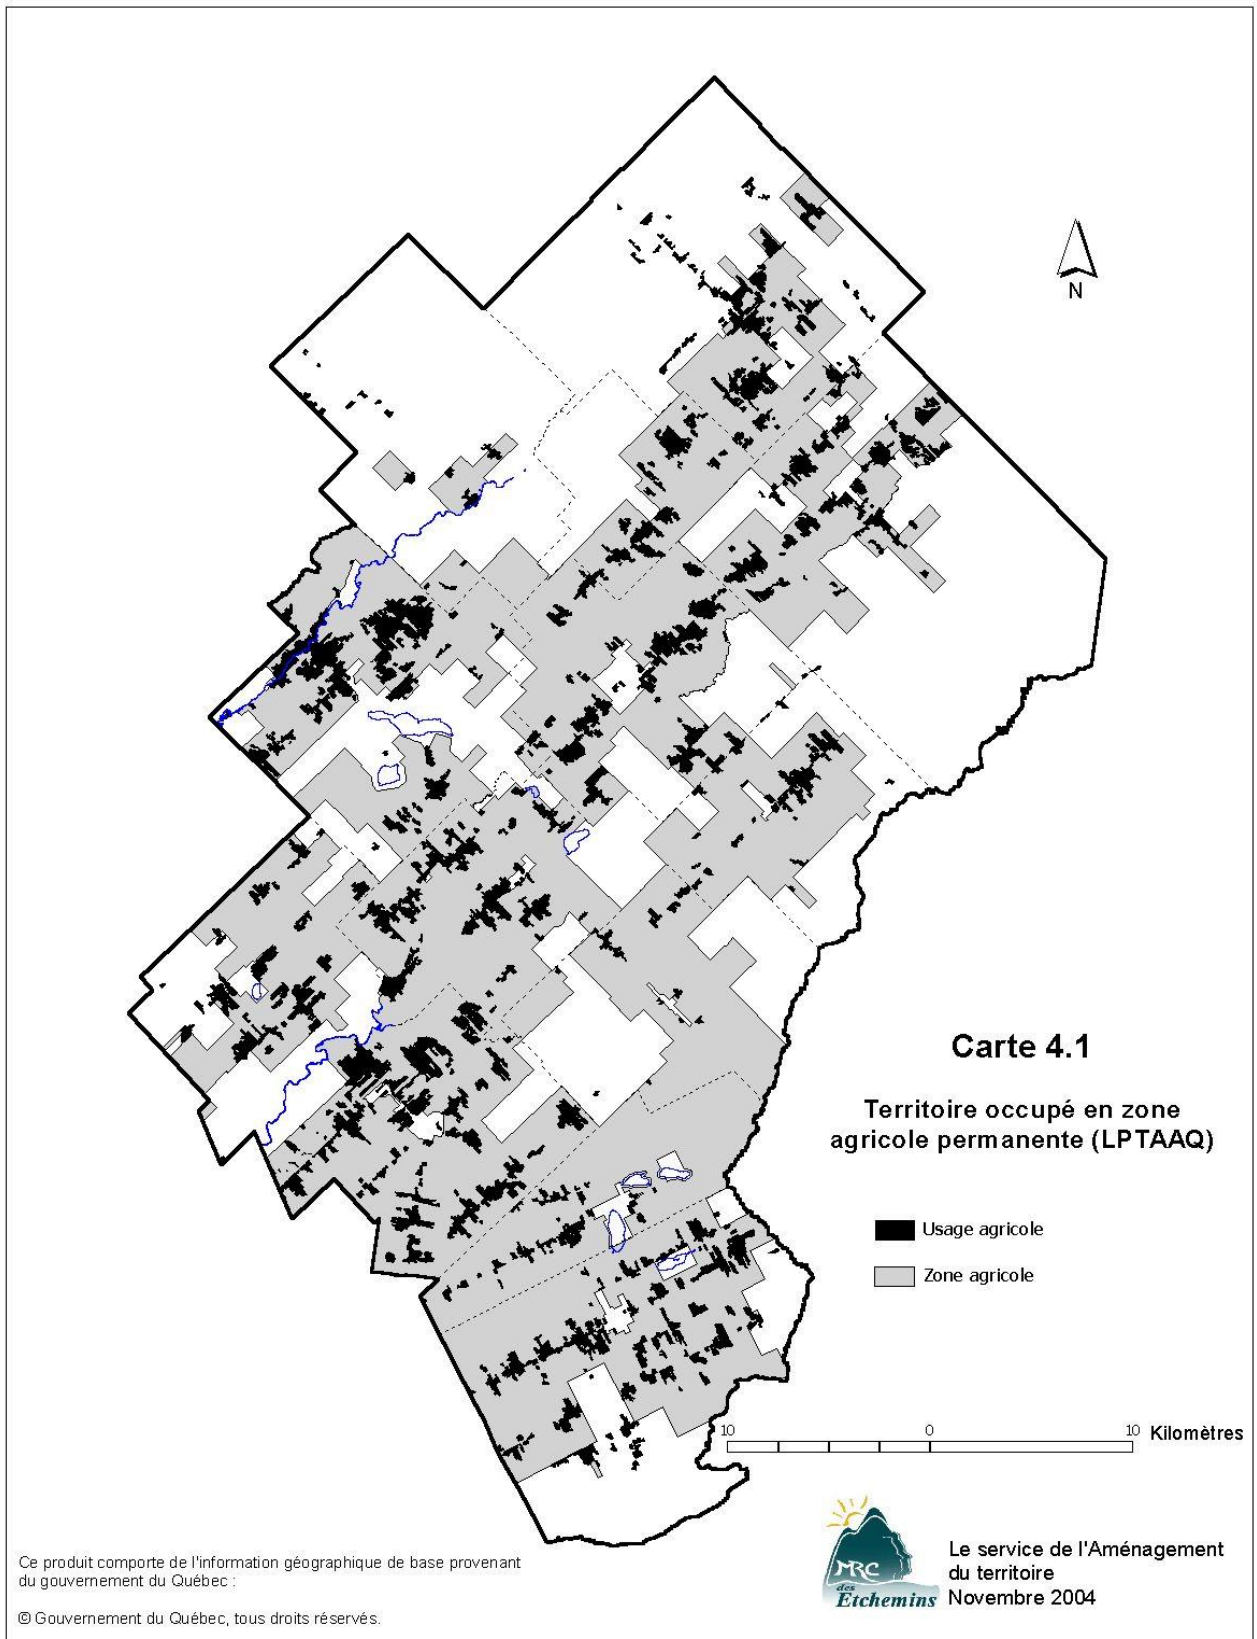 N
Carte 4.1
Territoire occupé en zone
agricole permanente (LPTAAQ)
Usage agricole
Zone agricole
10 0 10 Kilomètres
MRC
des
Etchemins
Le service de l'Aménagement
du territoire
Novembre 2004
Ce produit comporte de l'information géographique de base provenant
du gouvernement du Québec :
© Gouvernement du Québec, tous droits réservés.